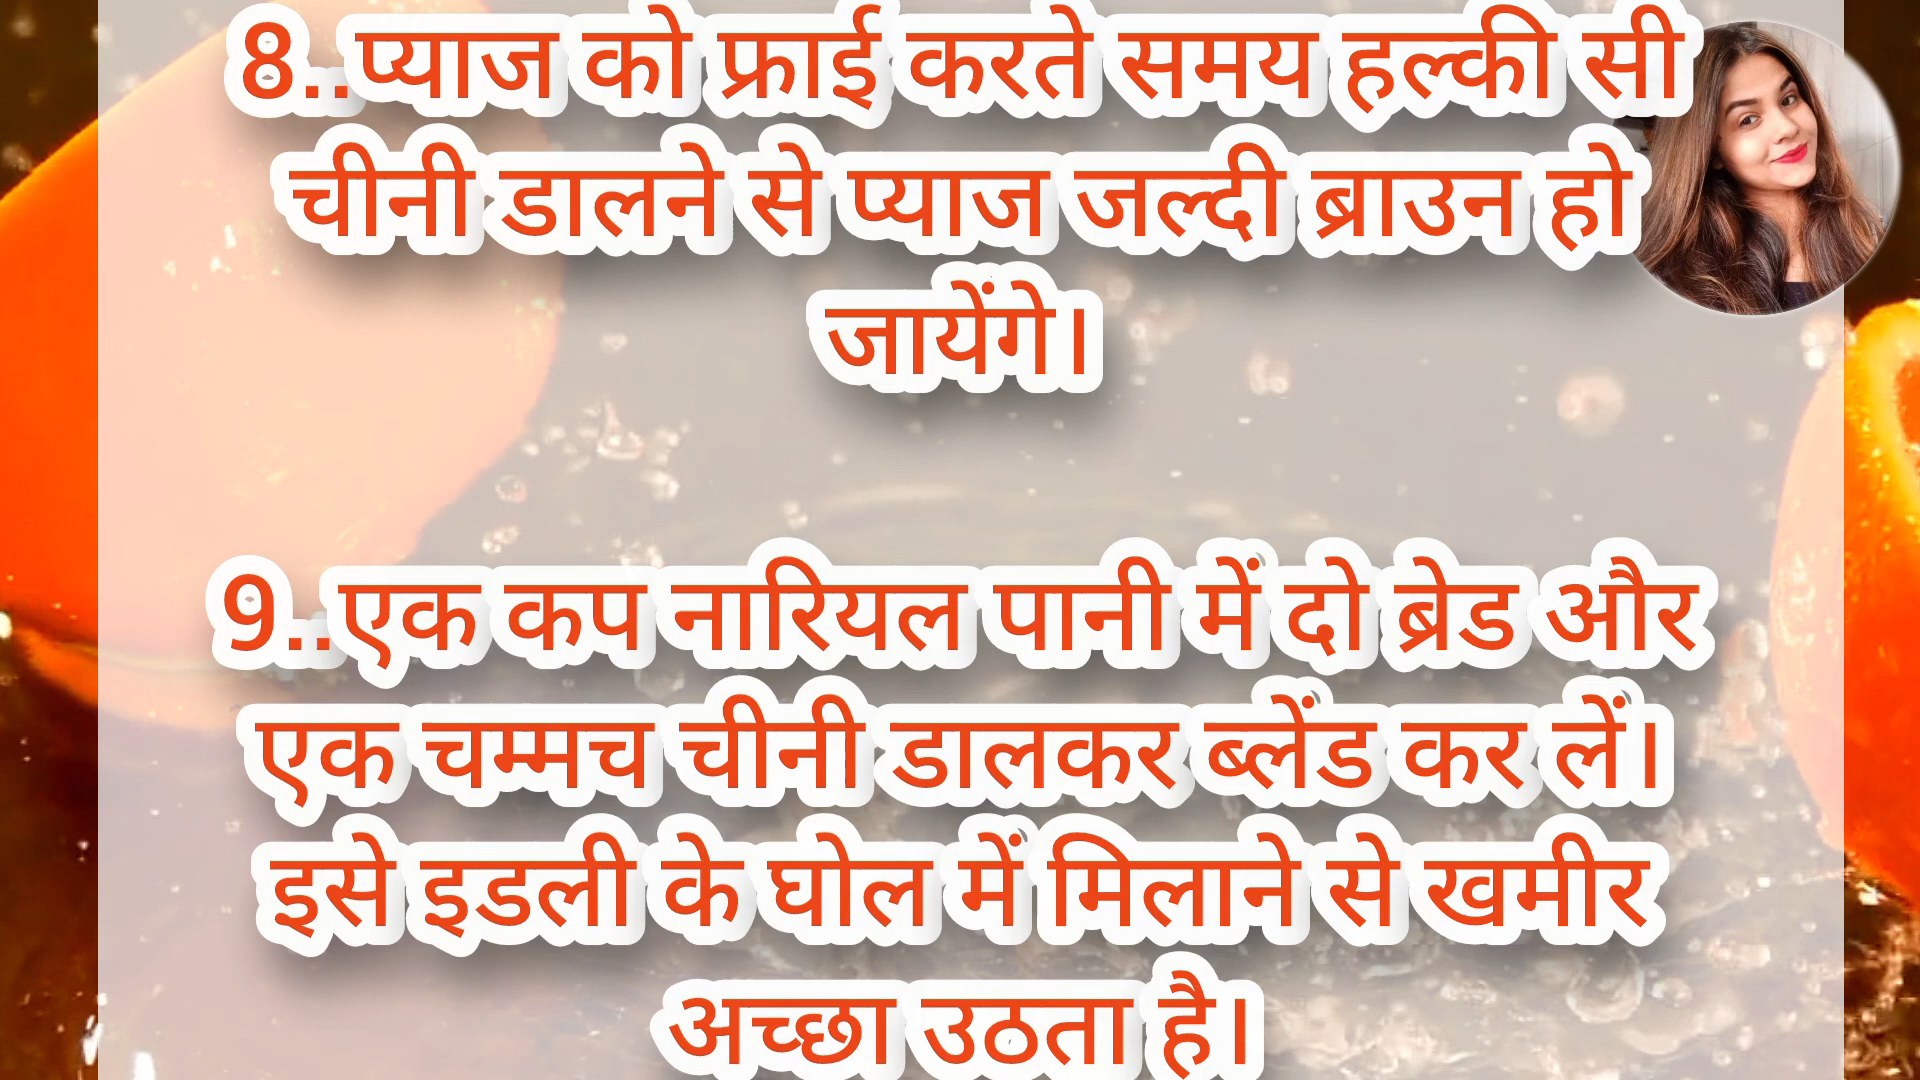 8..प्याज को फ्राई करते समय हल्की सी
चीनी डालने से प्याज जल्दी ब्राउन हो
जायेंगे।
9..एक कप नारियल पानी में दो ब्रेड और
एक चम्मच चीनी डालकर ब्लेंड कर लें।
इसे इडली के घोल में मिलाने से खमीर
अच्छा उठता है।